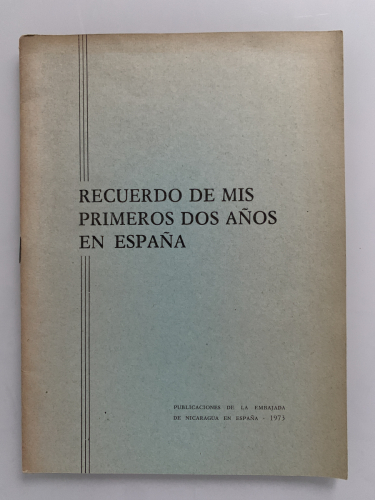 RECUERDO DE MIS
PRIMEROS DOS AÑOS
EN ESPAÑA
PUBLICACIONES DE LA EMBAJADA
DE NICARAGUA EN ESPAÑA - 1973